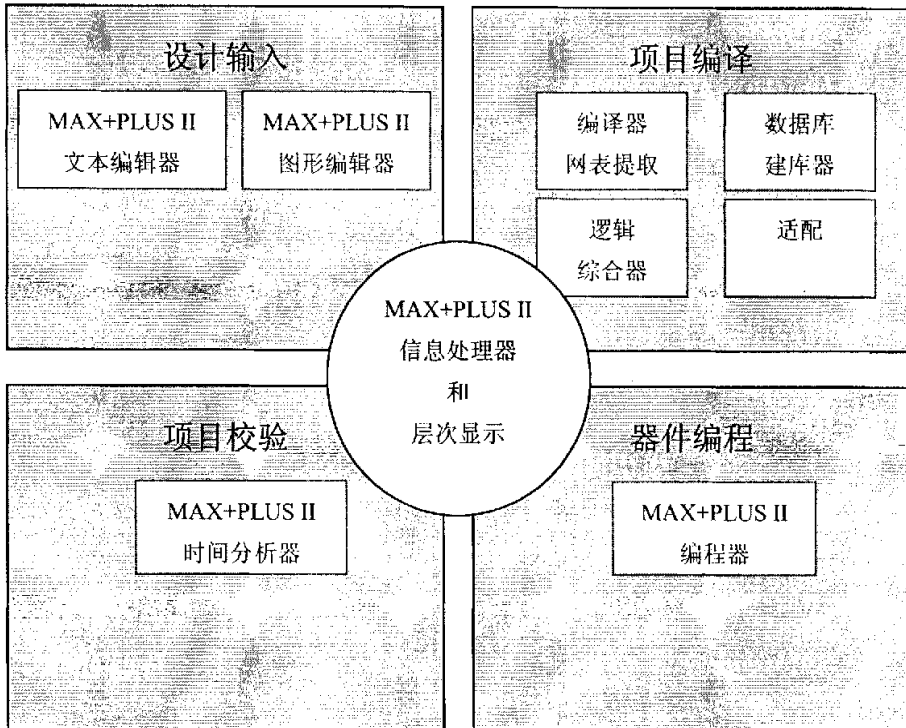 设计输入
MAX+PLUS II
文本编辑器
MAX+PLUS II
图形编辑器
项目编译
编译器
网表提取
数据库
建库器
逻辑
综合器
适配
MAX+PLUS II
信息处理器
和
层次显示
项目校验
MAX+PLUS II
时间分析器
器件编程
MAX+PLUS II
编程器